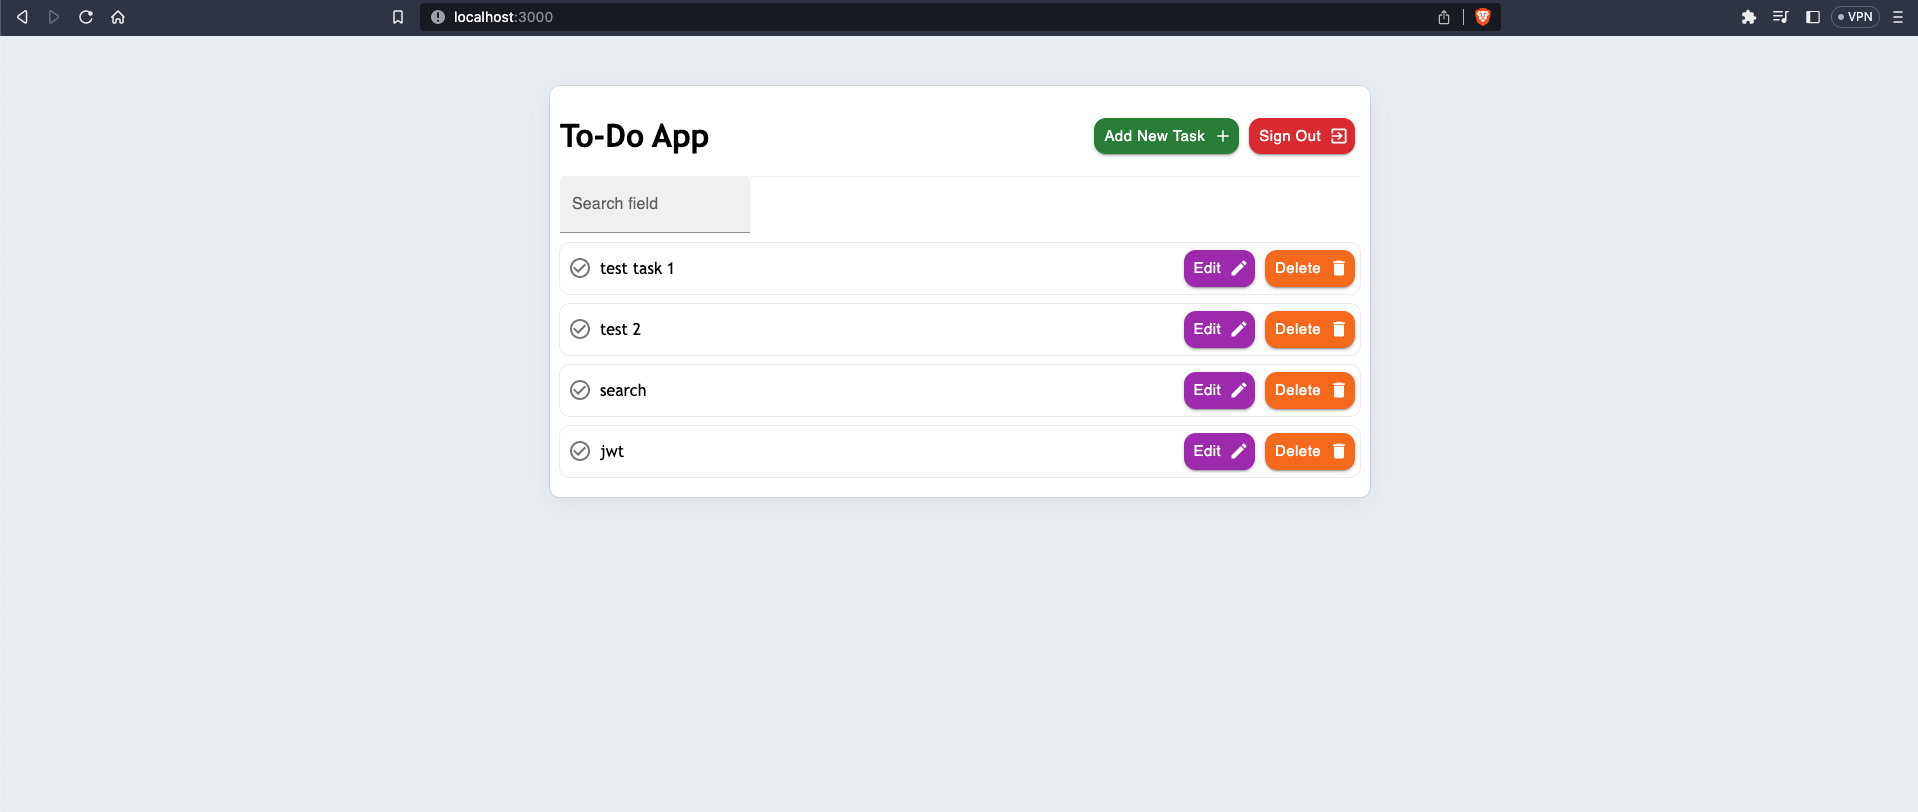 localhost:3000
VPN
To-Do App
Add New Task
Sign Out
Search field
test task 1 Edit Delete
test 2 Edit Delete
search Edit Delete
jwt Edit Delete